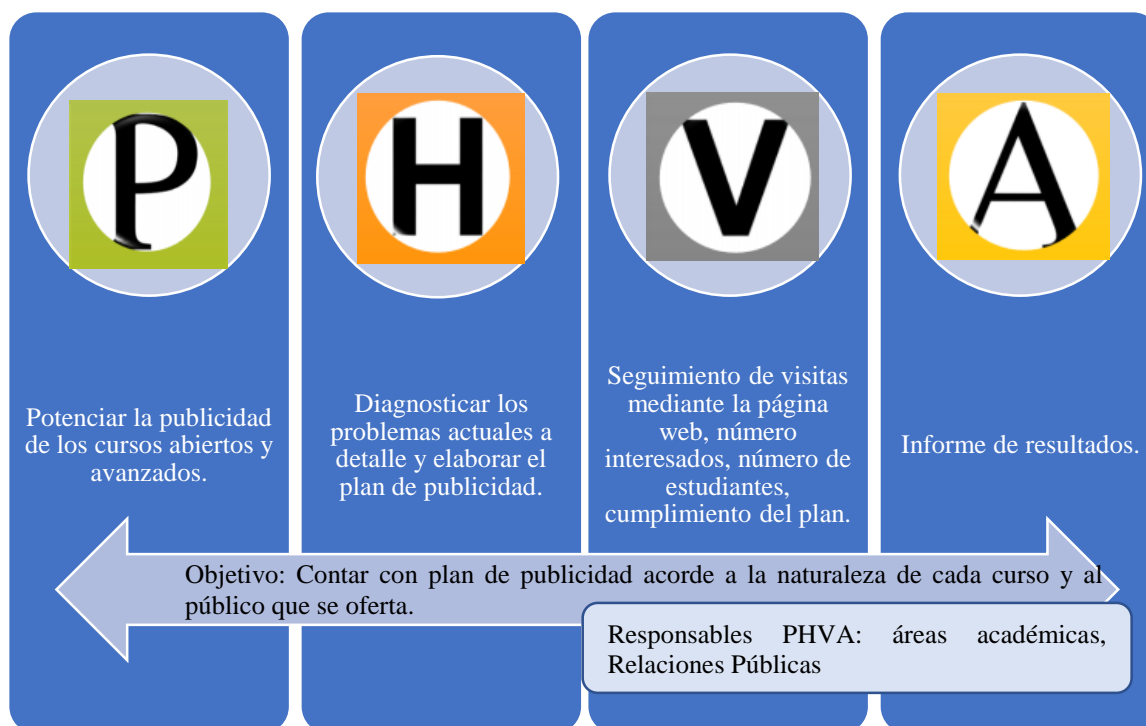 P
Potenciar la publicidad
de los cursos abiertos y
avanzados.
H
Diagnosticar los
problemas actuales a
detalle y elaborar el
plan de publicidad.
V
Seguimiento de visitas
mediante la página
web, número
interesados, número de
estudiantes,
cumplimiento del plan.
A
Informe de resultados.
Objetivo: Contar con plan de publicidad acorde a la naturaleza de cada curso y al
público que se oferta.
Responsables PHVA: áreas académicas,
Relaciones Públicas